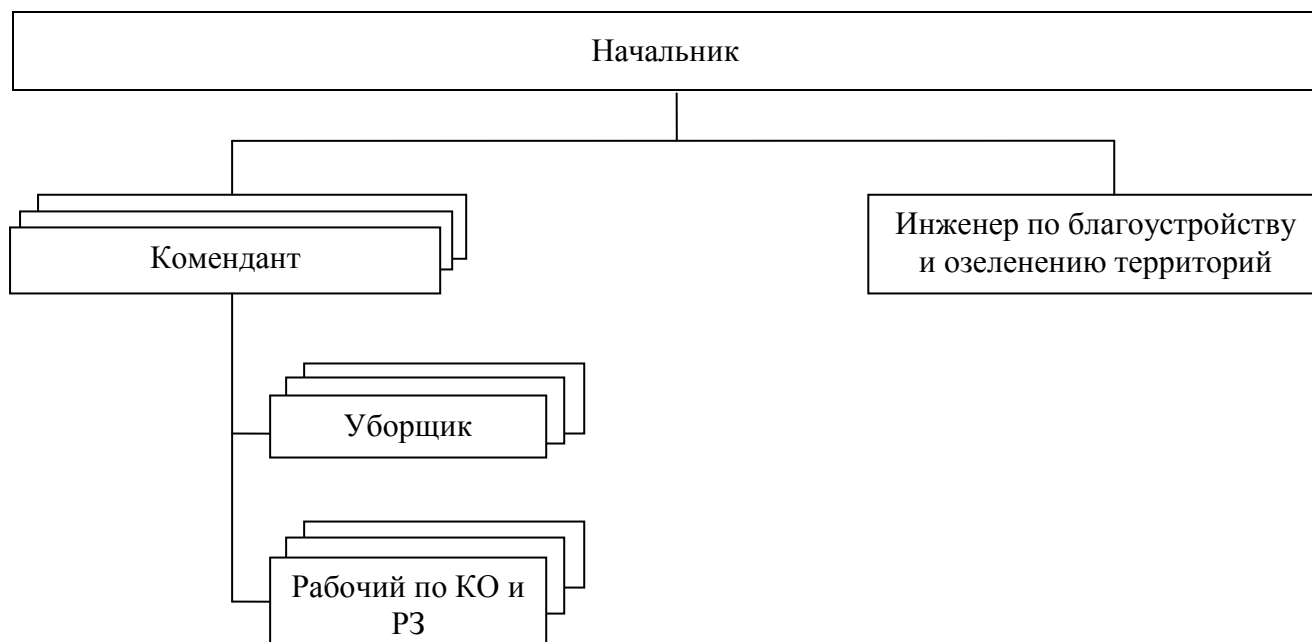 Начальник
Комендант
Инженер по благоустройству
и озеленению территорий
Уборщик
Рабочий по КО и
РЗ